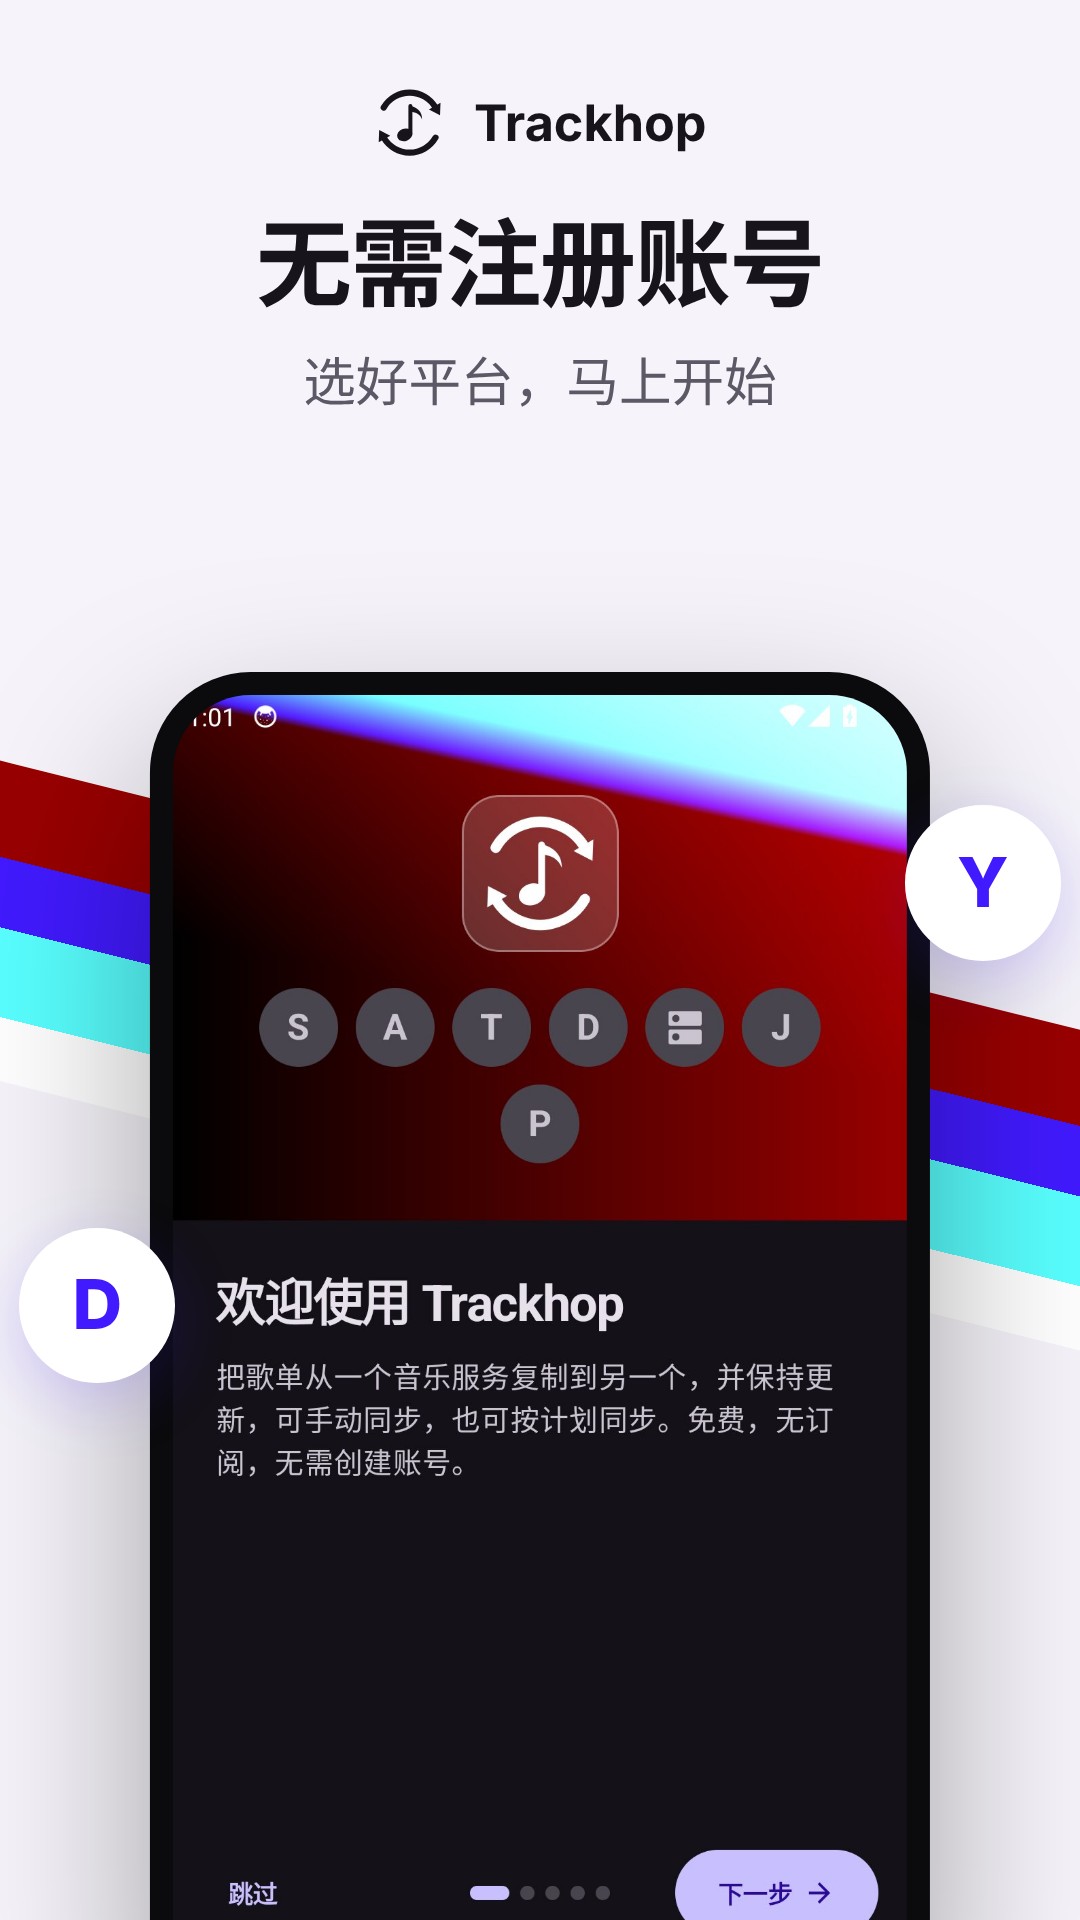 Trackhop
无需注册账号
选好平台，马上开始
1:01
Y
S A T D J
P
D
欢迎使用 Trackhop
把歌单从一个音乐服务复制到另一个，并保持更
新，可手动同步，也可按计划同步。免费，无订
阅，无需创建账号。
跳过
下一步